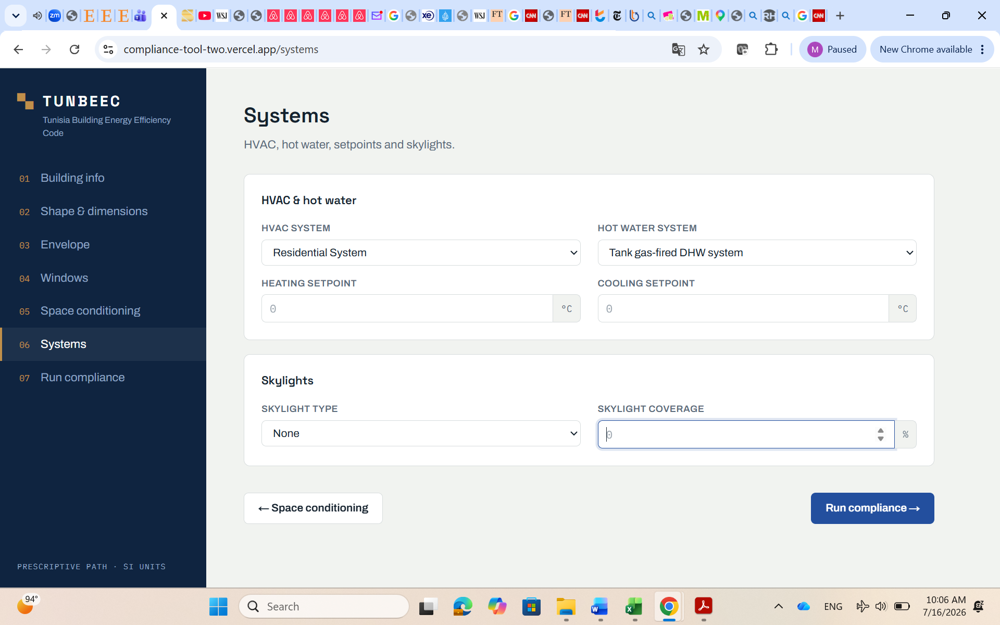 compliance-tool-two.vercel.app/systems
M Paused
New Chrome available
TUNBEEC
Tunisia Building Energy Efficiency
Code
01 Building info
02 Shape & dimensions
03 Envelope
04 Windows
05 Space conditioning
06 Systems
07 Run compliance
PRESCRIPTIVE PATH · SI UNITS
Systems
HVAC, hot water, setpoints and skylights.
HVAC & hot water
HVAC SYSTEM
HOT WATER SYSTEM
Residential System
Tank gas-fired DHW system
HEATING SETPOINT
COOLING SETPOINT
0 °C
0 °C
Skylights
SKYLIGHT TYPE
SKYLIGHT COVERAGE
None
0 %
← Space conditioning
Run compliance →
94°
Search
ENG
10:06 AM
7/16/2026